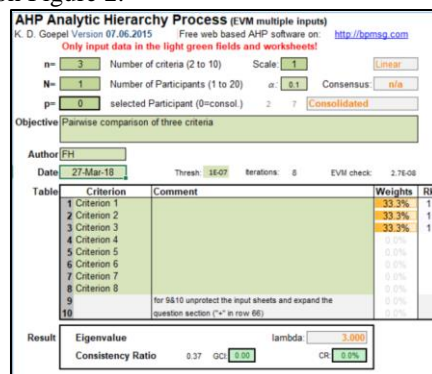 AHP Analytic Hierarchy Process (EVM multiple inputs)
K. D. Goepel Version 07.06.2015 Free web based AHP software on: http://bpmsg.com
Only input data in the light green fields and worksheets!
n= 3 Number of criteria (2 to 10) Scale: 1 Linear
N= 1 Number of Participants (1 to 20) α: 0.1 Consensus: n/a
p= 0 selected Participant (0=consol.) 2 7 Consolidated
Objective Pairwise comparison of three criteria
Author FH
Date 27-Mar-18 Thresh: 1E-07 Iterations: 8 EVM check: 2.7E-08
Table Criterion Comment Weights
1 Criterion 1 33.3% 1
2 Criterion 2 33.3% 1
3 Criterion 3 33.3% 1
4 Criterion 4 0.0%
5 Criterion 5 0.0%
6 Criterion 6 0.0%
7 Criterion 7 0.0%
8 Criterion 8 0.0%
9 for 9&10 unprotect the input sheets and expand the 0.0%
10 question section ("+" in row 66) 0.0%
Result Eigenvalue lambda: 3.000
Consistency Ratio 0.37 GCI: 0.00 CR: 0.0%